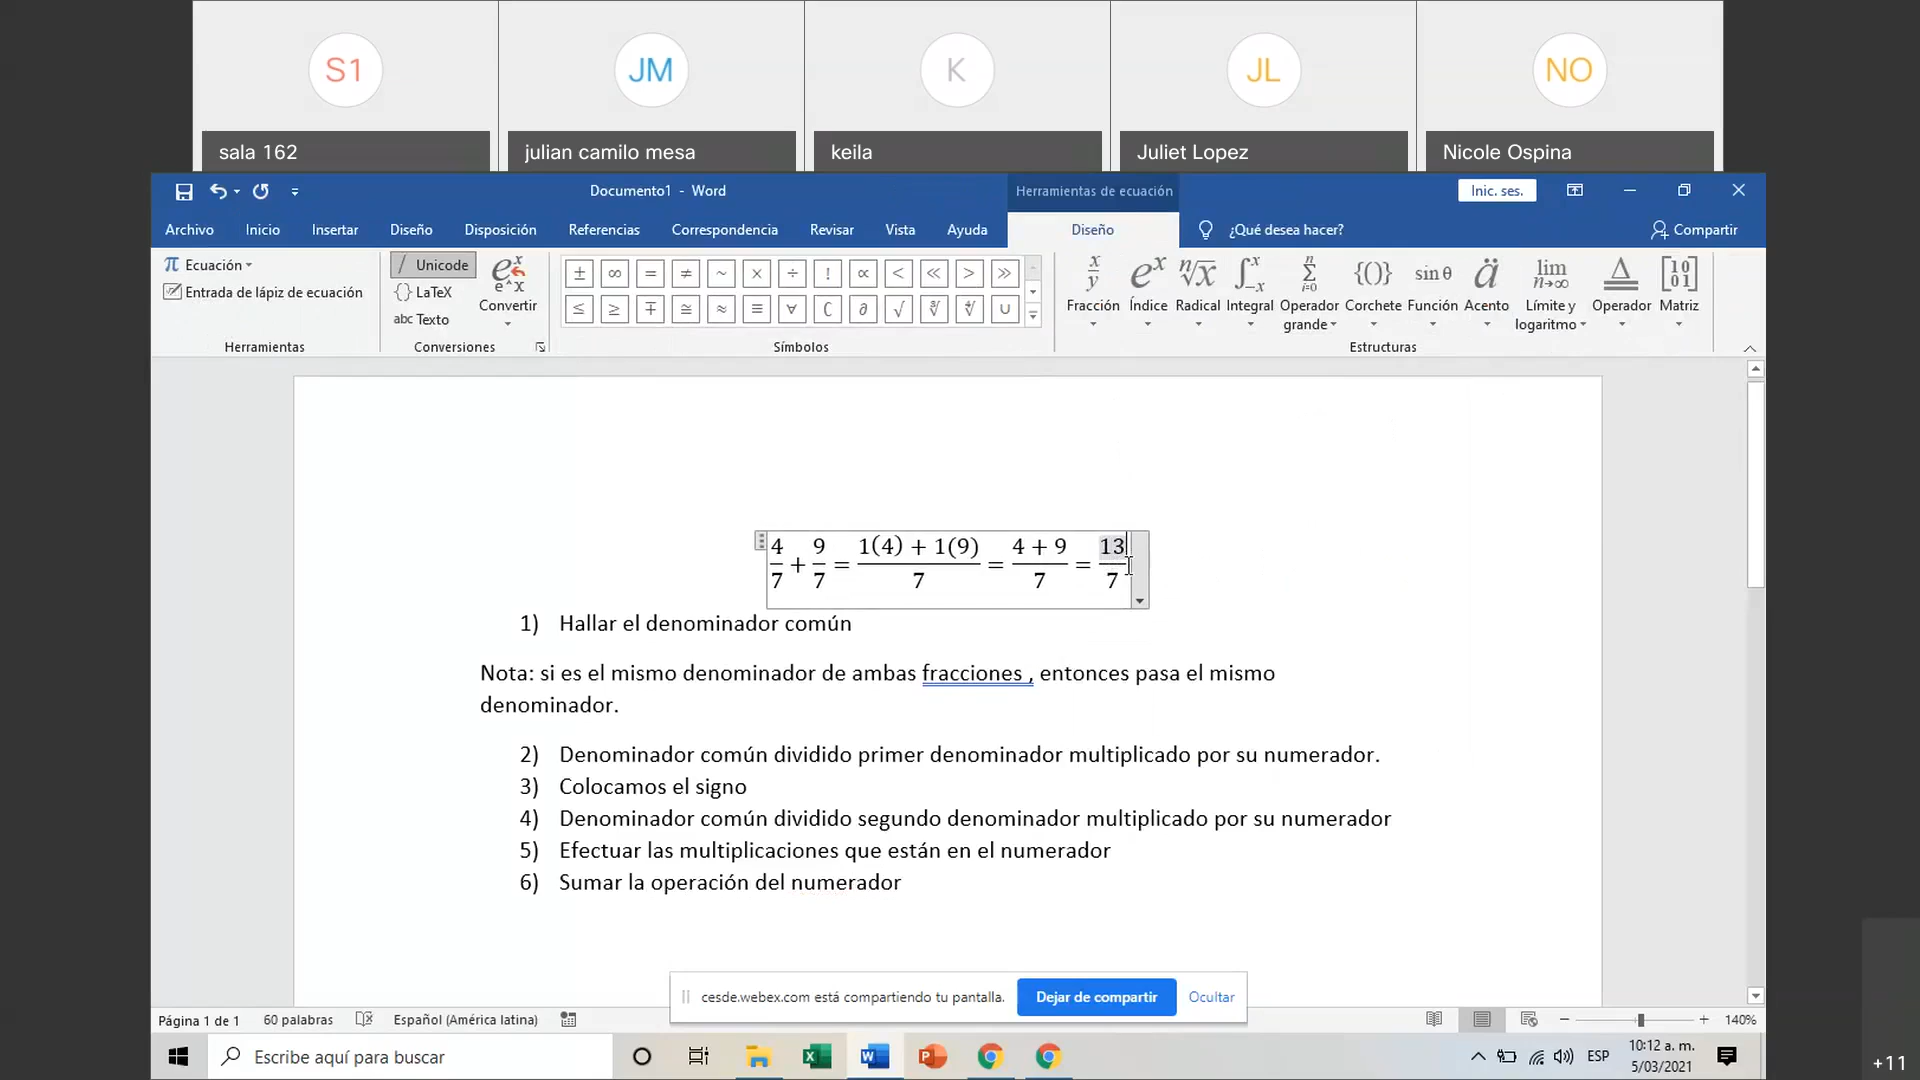 S1 JM K JL NO
sala 162 julian camilo mesa keila Juliet Lopez Nicole Ospina
Documento1 - Word Herramientas de ecuación Inic. ses.
Archivo Inicio Insertar Diseño Disposición Referencias Correspondencia Revisar Vista Ayuda Diseño ¿Qué desea hacer? Compartir
π Ecuación
Entrada de lápiz de ecuación
Herramientas
Unicode
{} LaTeX
abc Texto
Convertir
Conversiones
± ∞ = ≠ ~ × ÷ ! ∝ < ≪ > ≫
≤ ≥ ∓ ≅ ≈ ≡ ∀ ∁ ∂ √ ∛ ∜ ∪
Símbolos
Fracción Índice Radical Integral Operador grande Corchete Función Acento Límite y logaritmo Operador Matriz
Estructuras
4/7 + 9/7 = 1(4) + 1(9)/7 = 4 + 9/7 = 13/7
1) Hallar el denominador común
Nota: si es el mismo denominador de ambas fracciones , entonces pasa el mismo
denominador.
2) Denominador común dividido primer denominador multiplicado por su numerador.
3) Colocamos el signo
4) Denominador común dividido segundo denominador multiplicado por su numerador
5) Efectuar las multiplicaciones que están en el numerador
6) Sumar la operación del numerador
cesde.webex.com está compartiendo tu pantalla. Dejar de compartir Ocultar
Página 1 de 1 60 palabras Español (América latina) 140%
Escribe aquí para buscar ESP 10:12 a. m.
5/03/2021
+11